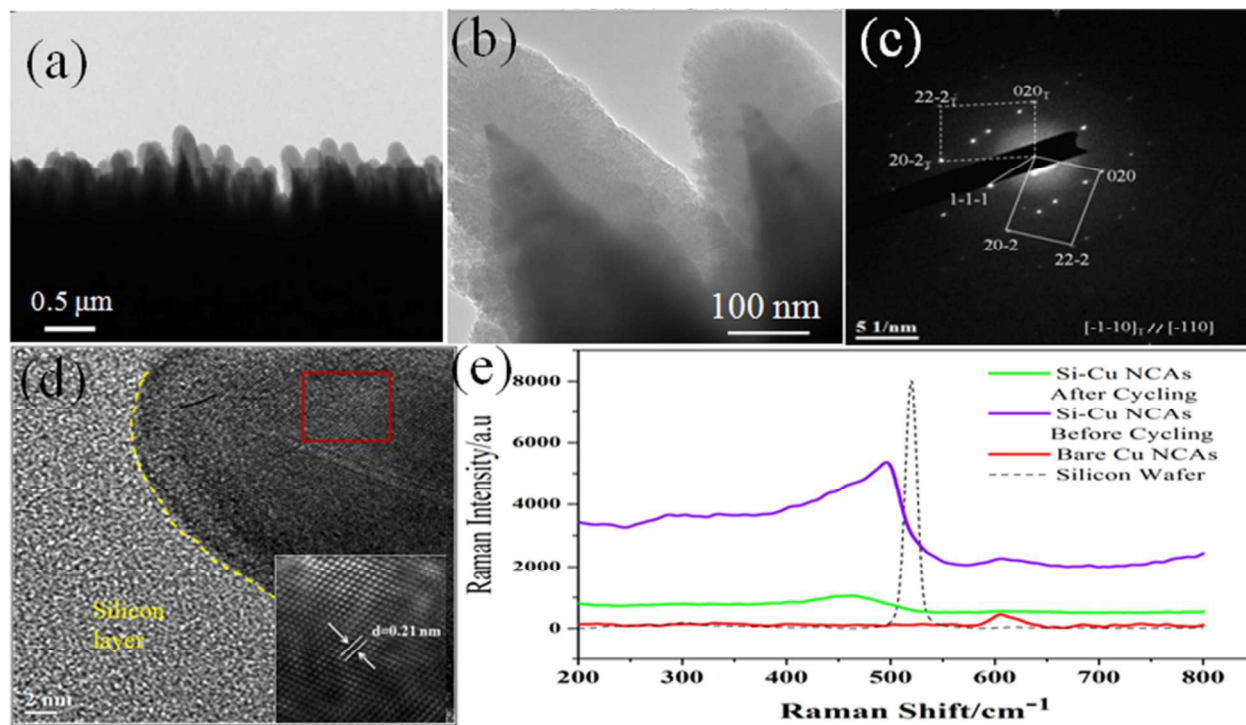 (a)
0.5 μm
(b)
100 nm
(c)
22-2T
020T
20-2T
1-1-1
020
20-2
22-2
5 1/nm
[-1-10]T // [-110]
(d)
Silicon
layer
2 nm
d=0.21 nm
(e)
8000
6000
4000
2000
0
Raman Intensity/a.u
Si-Cu NCAs
After Cycling
Si-Cu NCAs
Before Cycling
Bare Cu NCAs
Silicon Wafer
200 300 400 500 600 700 800
Raman Shift/cm⁻¹